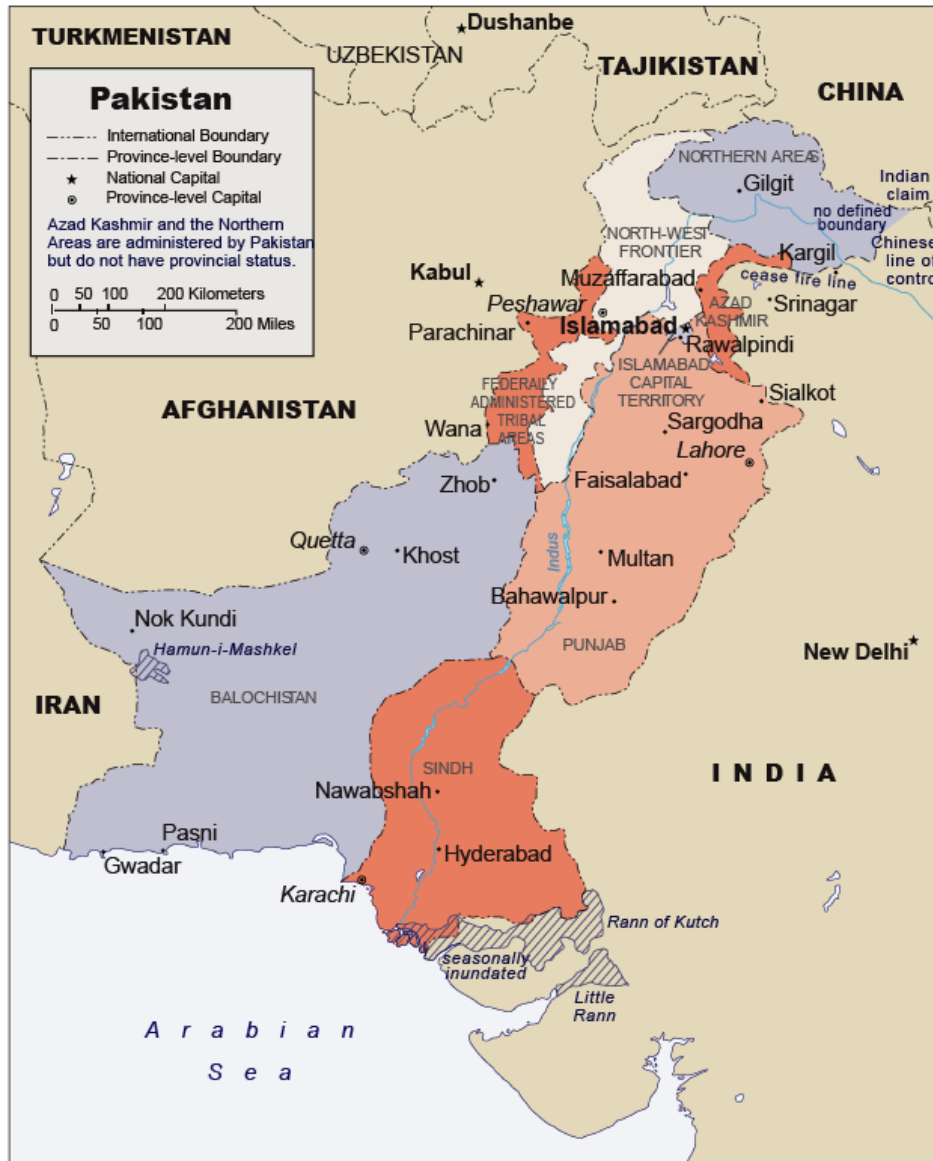 Dushanbe
TURKMENISTAN
UZBEKISTAN
TAJIKISTAN
CHINA
Pakistan
International Boundary
Province-level Boundary
National Capital
Province-level Capital
Azad Kashmir and the Northern
Areas are administered by Pakistan
but do not have provincial status.
0 50 100 200 Kilometers
0 50 100 200 Miles
NORTHERN AREAS
Gilgit
Indian
claim
no defined
boundary
Chinese
line of
control
NORTH-WEST
FRONTIER
Kargil
cease fire line
Kabul
Muzaffarabad
Peshawar
Srinagar
AZAD
KASHMIR
Parachinar
Islamabad
Rawalpindi
ISLAMABAD
CAPITAL
TERRITORY
Sialkot
FEDERAILY
ADMINISTERED
TRIBAL
AREAS
AFGHANISTAN
Wana
Sargodha
Lahore
Zhob
Faisalabad
Quetta
Khost
Indus
Multan
Bahawalpur
Nok Kundi
Hamun-i-Mashkel
PUNJAB
New Delhi
IRAN
BALOCHISTAN
SINDH
INDIA
Nawabshah
Pasni
Gwadar
Hyderabad
Karachi
Rann of Kutch
seasonally
inundated
Little
Rann
Arabian
Sea